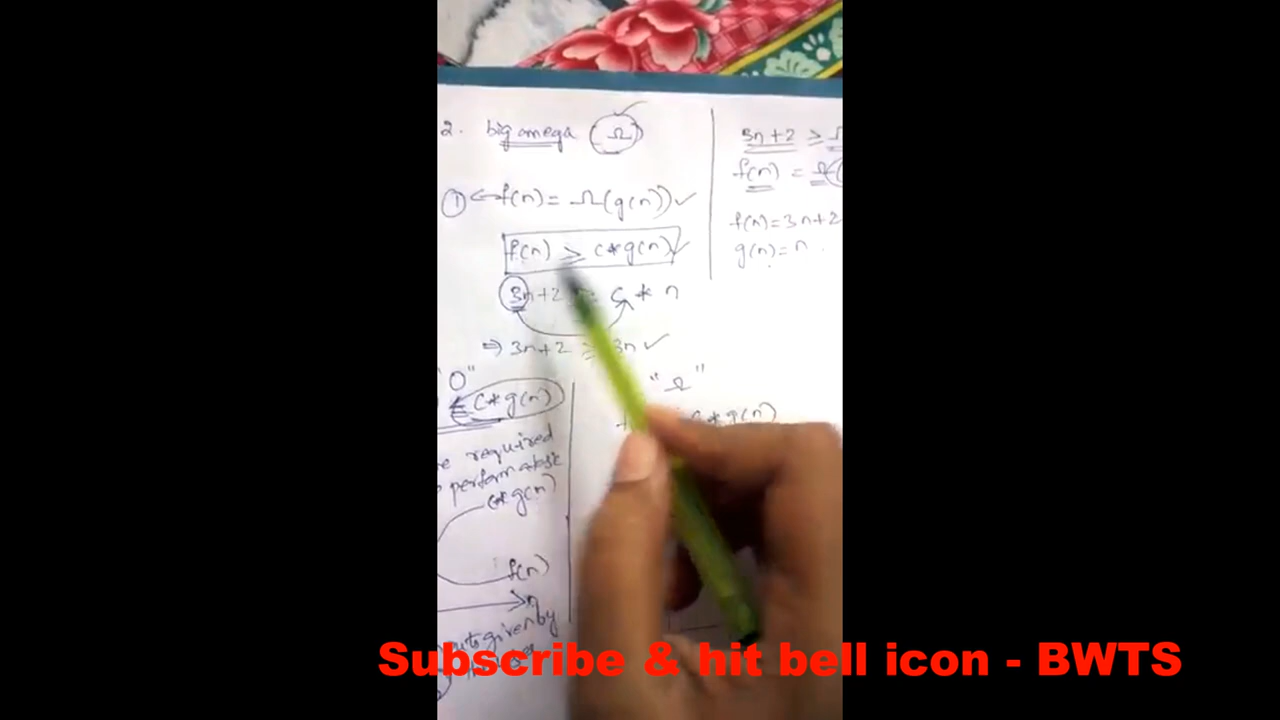 2. big omega Ω
① f(n) = Ω(g(n)) ✓
f(n) ≥ c*g(n) ✓
3n+2 c * n
⇒ 3n+2 ≥ 3n ✓
3n+2 ≥
f(n) =
f(n)=3n+2
g(n)= n .
"O"
≤ c*g(n)
required
perform
c*g(n)
f(n)
n
given by
"Ω"
c*g(n)
Subscribe & hit bell icon - BWTS